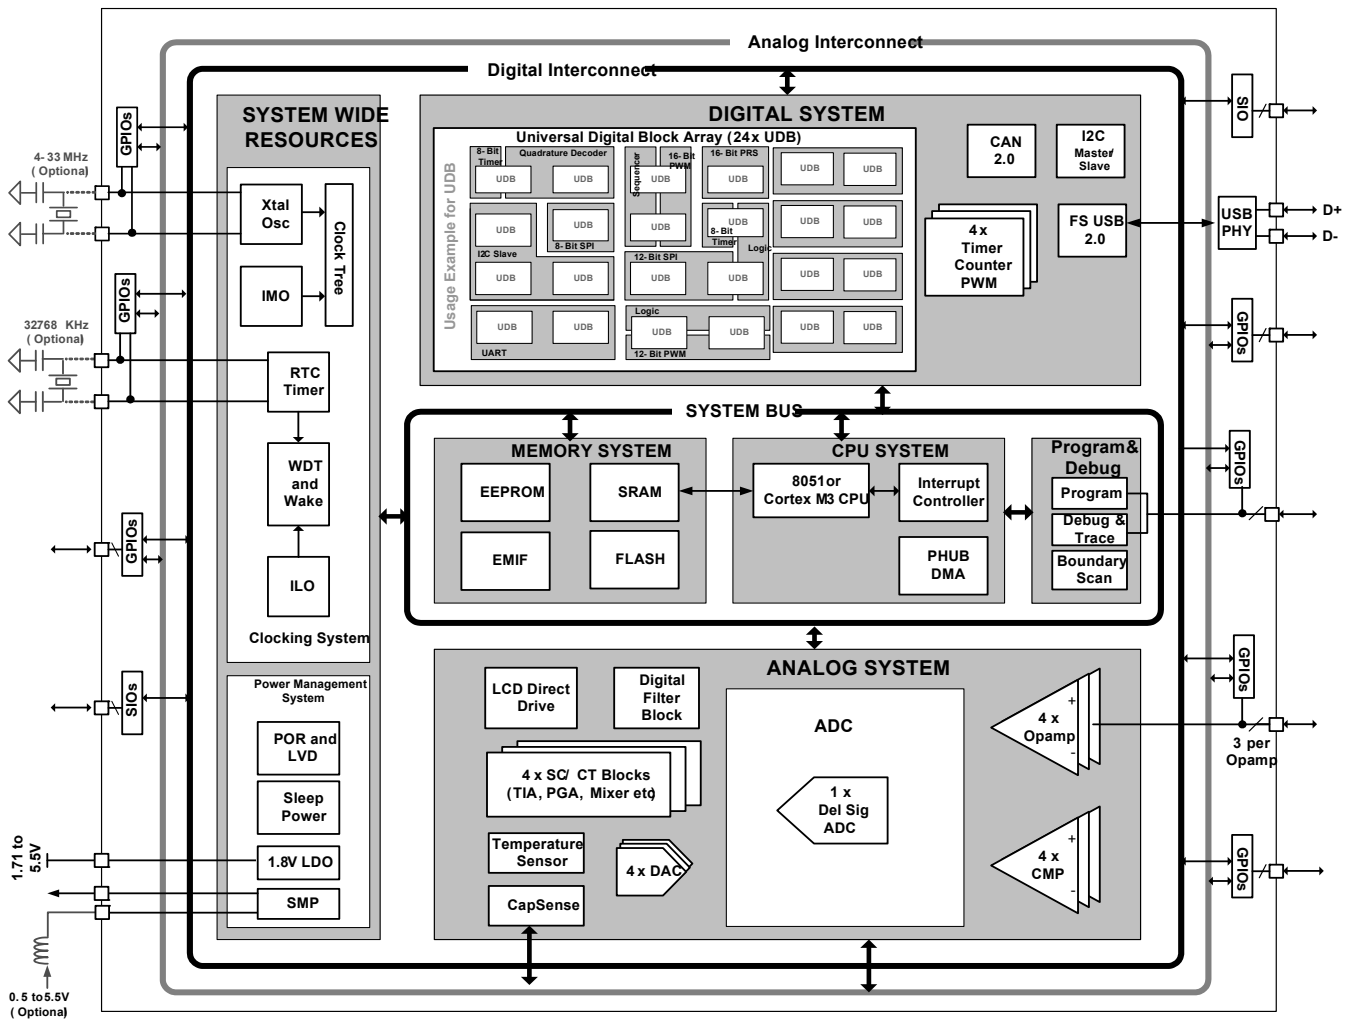 Analog Interconnect
Digital Interconnect
SYSTEM WIDE
RESOURCES
GPIOs
4- 33 MHz
( Optional)
Xtal
Osc
Clock Tree
IMO
GPIOs
32768 KHz
( Optional)
RTC
Timer
WDT
and
Wake
GPIOs
ILO
Clocking System
SIOs
Power Management
System
POR and
LVD
Sleep
Power
1.71 to
5.5V
1.8V LDO
SMP
0. 5 to 5.5V
( Optional)
DIGITAL SYSTEM
Universal Digital Block Array (24x UDB)
Usage Example for UDB
8- Bit
Timer
Quadrature Decoder
Sequencer
16- Bit
PWM
16- Bit PRS
UDB
UDB
UDB
UDB
UDB
UDB
UDB
UDB
UDB
UDB
UDB
UDB
UDB
8- Bit
Timer
Logic
I2C Slave
8- Bit SPI
12- Bit SPI
UDB
UDB
UDB
UDB
UDB
UDB
Logic
UDB
UDB
UDB
UDB
UDB
UDB
UART
12- Bit PWM
CAN
2.0
I2C
Master/
Slave
4 x
Timer
Counter
PWM
FS USB
2.0
SIO
USB
PHY
D+
D-
GPIOs
SYSTEM BUS
MEMORY SYSTEM
EEPROM
SRAM
EMIF
FLASH
CPU SYSTEM
8051 or
Cortex M3 CPU
Interrupt
Controller
PHUB
DMA
Program &
Debug
Program
Debug &
Trace
Boundary
Scan
GPIOs
ANALOG SYSTEM
LCD Direct
Drive
Digital
Filter
Block
4 x SC/ CT Blocks
(TIA, PGA, Mixer etc)
Temperature
Sensor
4 x DAC
CapSense
ADC
1 x
Del Sig
ADC
+
4 x
Opamp
-
+
4 x
CMP
-
GPIOs
3 per
Opamp
GPIOs